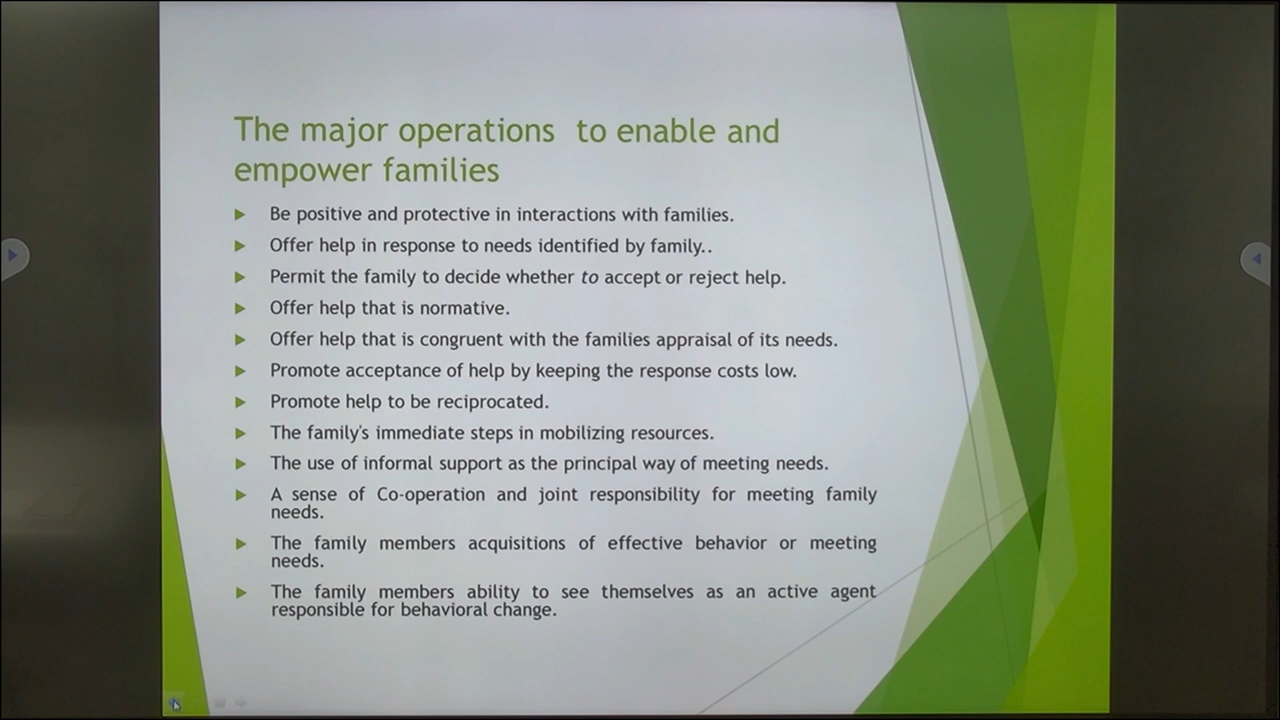 The major operations to enable and
empower families
Be positive and protective in interactions with families.
Offer help in response to needs identified by family..
Permit the family to decide whether to accept or reject help.
Offer help that is normative.
Offer help that is congruent with the families appraisal of its needs.
Promote acceptance of help by keeping the response costs low.
Promote help to be reciprocated.
The family's immediate steps in mobilizing resources.
The use of informal support as the principal way of meeting needs.
A sense of Co-operation and joint responsibility for meeting family
needs.
The family members acquisitions of effective behavior or meeting
needs.
The family members ability to see themselves as an active agent
responsible for behavioral change.